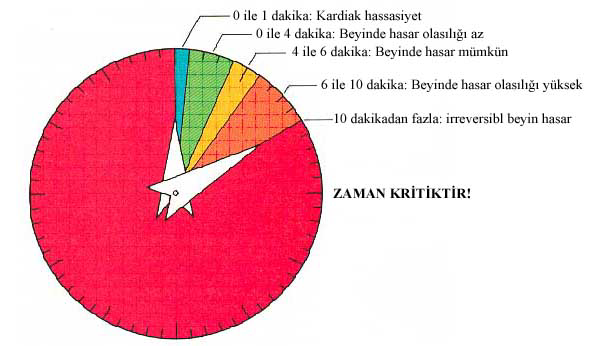 0 ile 1 dakika: Kardiak hassasiyet
0 ile 4 dakika: Beyinde hasar olasılığı az
4 ile 6 dakika: Beyinde hasar mümkün
6 ile 10 dakika: Beyinde hasar olasılığı yüksek
10 dakikadan fazla: irreversibl beyin hasar
ZAMAN KRİTİKTİR!